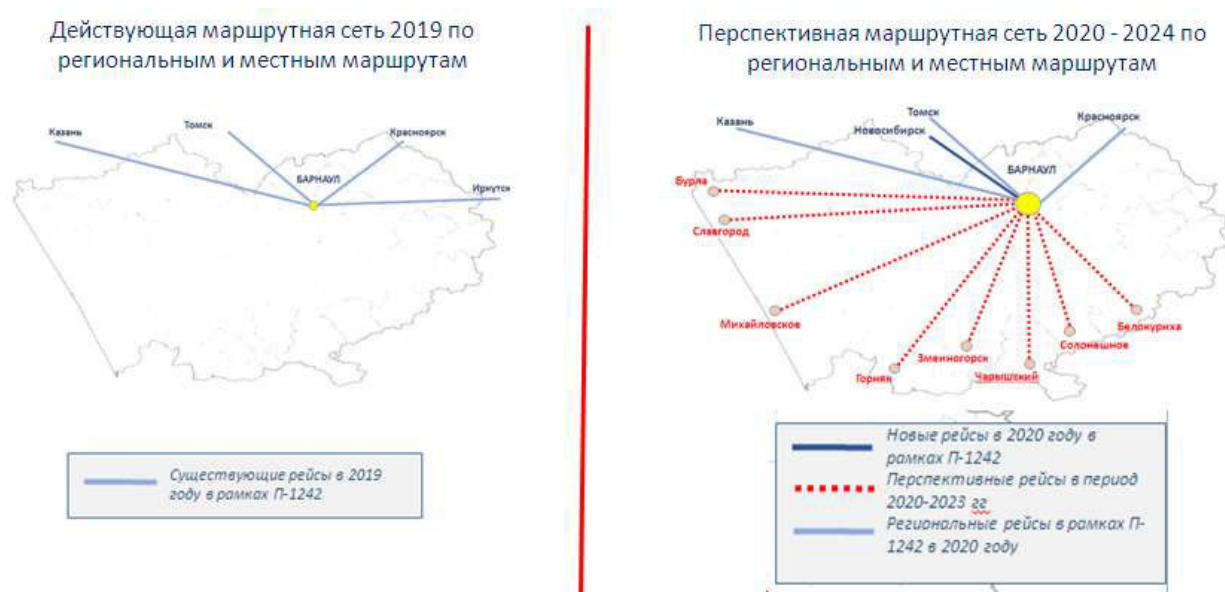 Действующая маршрутная сеть 2019 по
региональным и местным маршрутам
Казань
Томск
Красноярск
БАРНАУЛ
Иркутск
Существующие рейсы в 2019
году в рамках П-1242
Перспективная маршрутная сеть 2020 - 2024 по
региональным и местным маршрутам
Казань
Томск
Новосибирск
Красноярск
БАРНАУЛ
Бурла
Славгород
Михайловское
Белокуриха
Солонешное
Змеиногорск
Горняк
Чарышский
Новые рейсы в 2020 году в
рамках П-1242
Перспективные рейсы в период
2020-2023 гг
Региональные рейсы в рамках П-
1242 в 2020 году